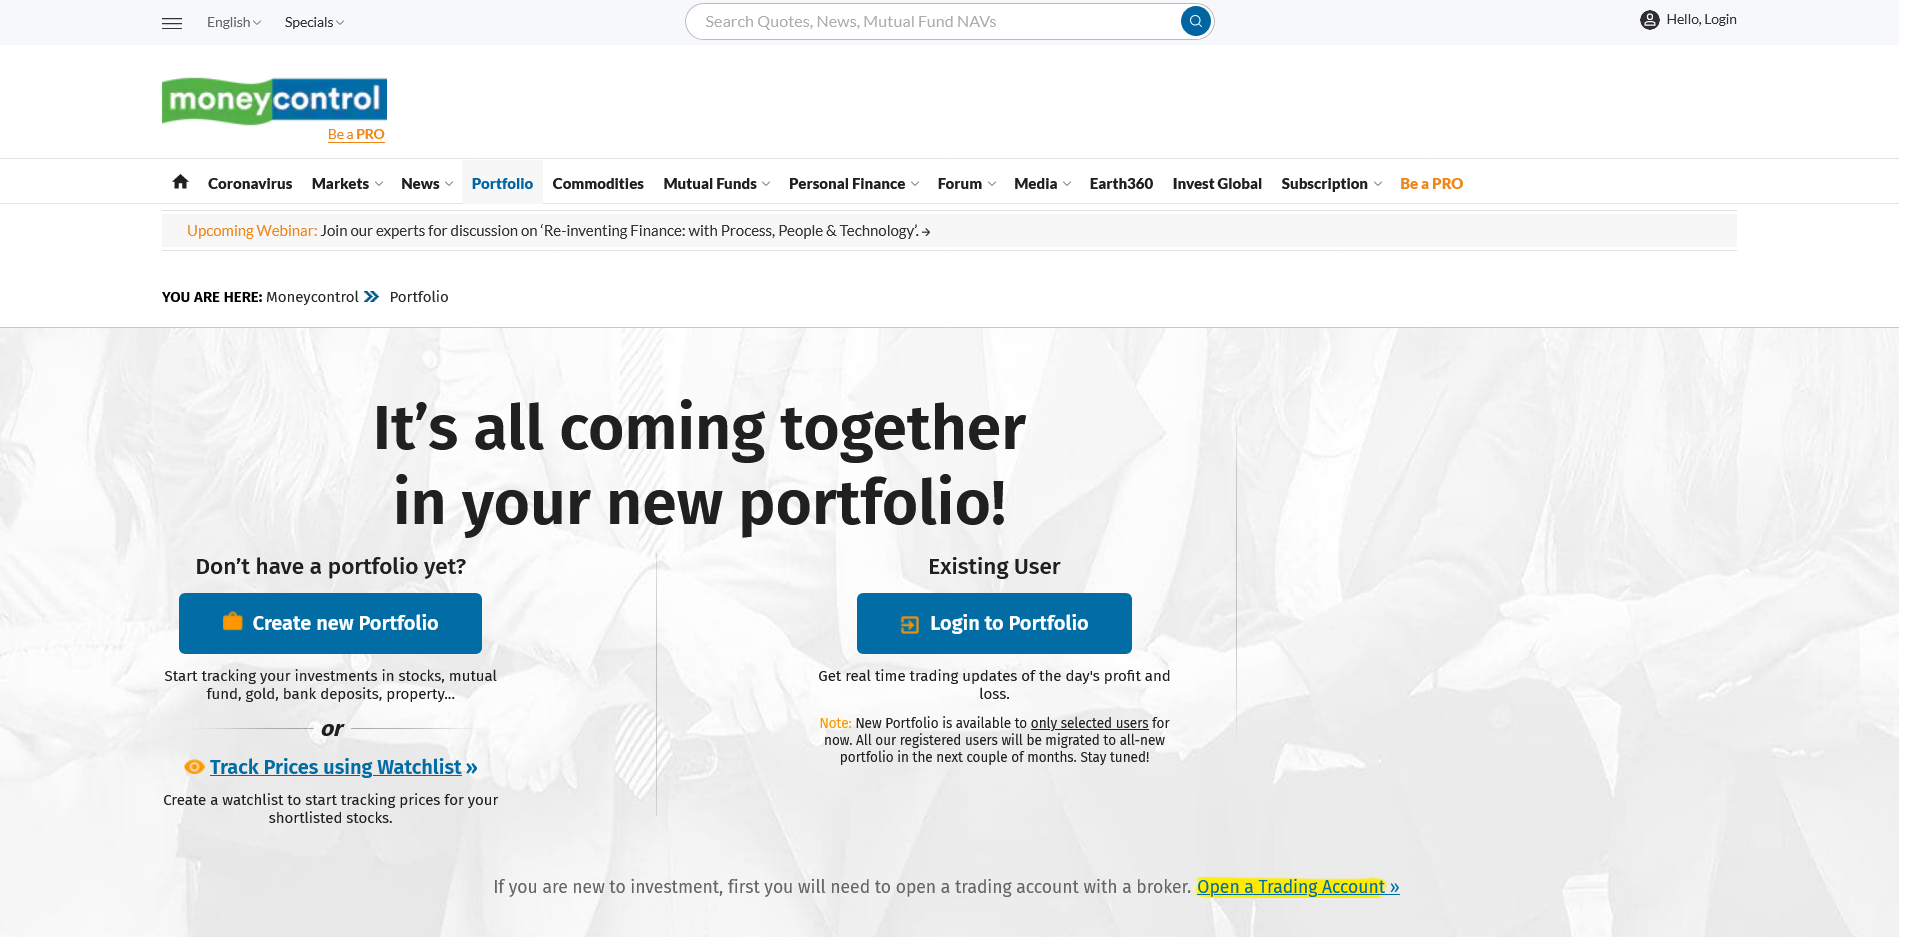 English Specials
Search Quotes, News, Mutual Fund NAVs
Hello, Login
moneycontrol
Be a PRO
Coronavirus Markets News Portfolio Commodities Mutual Funds Personal Finance Forum Media Earth360 Invest Global Subscription Be a PRO
Upcoming Webinar: Join our experts for discussion on ‘Re-inventing Finance: with Process, People & Technology’. →
YOU ARE HERE: Moneycontrol Portfolio
It’s all coming together
in your new portfolio!
Don’t have a portfolio yet?
Create new Portfolio
Start tracking your investments in stocks, mutual
fund, gold, bank deposits, property...
or
Track Prices using Watchlist »
Create a watchlist to start tracking prices for your
shortlisted stocks.
Existing User
Login to Portfolio
Get real time trading updates of the day's profit and
loss.
Note: New Portfolio is available to only selected users for
now. All our registered users will be migrated to all-new
portfolio in the next couple of months. Stay tuned!
If you are new to investment, first you will need to open a trading account with a broker. Open a Trading Account »